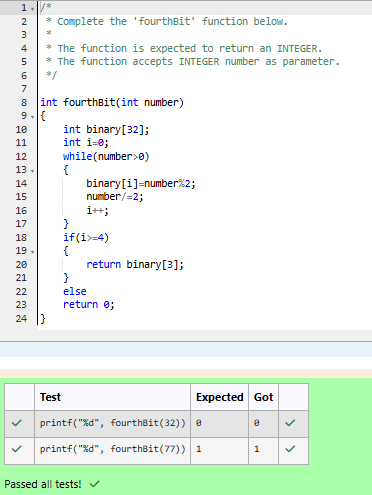 1 /*
2 * Complete the 'fourthBit' function below.
3 *
4 * The function is expected to return an INTEGER.
5 * The function accepts INTEGER number as parameter.
6 */
7
8 int fourthBit(int number)
9 {
10 int binary[32];
11 int i=0;
12 while(number>0)
13 {
14 binary[i]=number%2;
15 number/=2;
16 i++;
17 }
18 if(i>=4)
19 {
20 return binary[3];
21 }
22 else
23 return 0;
24 }
Test Expected Got
printf("%d", fourthBit(32)) 0 0
printf("%d", fourthBit(77)) 1 1
Passed all tests!